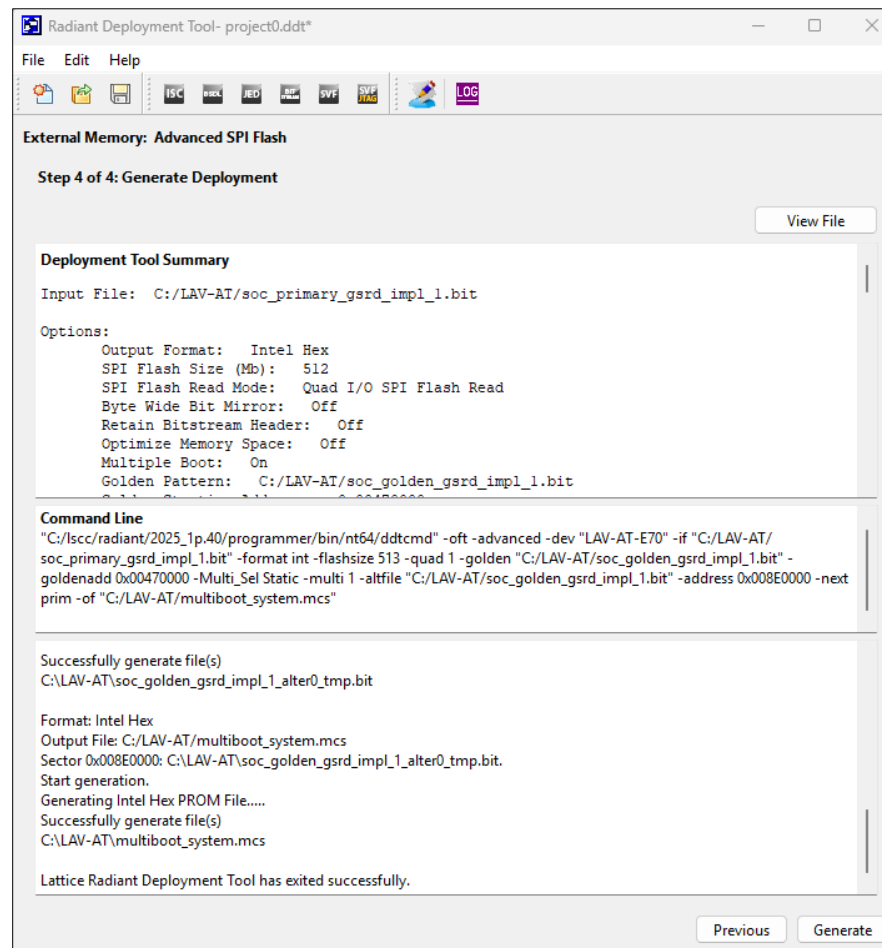 Radiant Deployment Tool- project0.ddt*
File Edit Help
ISC BSDL JED BIT STREAM SVF SVF JTAG LOG
External Memory: Advanced SPI Flash
Step 4 of 4: Generate Deployment
View File
Deployment Tool Summary
Input File: C:/LAV-AT/soc_primary_gsrd_impl_1.bit
Options:
Output Format: Intel Hex
SPI Flash Size (Mb): 512
SPI Flash Read Mode: Quad I/O SPI Flash Read
Byte Wide Bit Mirror: Off
Retain Bitstream Header: Off
Optimize Memory Space: Off
Multiple Boot: On
Golden Pattern: C:/LAV-AT/soc_golden_gsrd_impl_1.bit
Command Line
"C:/lscc/radiant/2025_1p.40/programmer/bin/nt64/ddtcmd" -oft -advanced -dev "LAV-AT-E70" -if "C:/LAV-AT/
soc_primary_gsrd_impl_1.bit" -format int -flashsize 513 -quad 1 -golden "C:/LAV-AT/soc_golden_gsrd_impl_1.bit" -
goldenadd 0x00470000 -Multi_Sel Static -multi 1 -altfile "C:/LAV-AT/soc_golden_gsrd_impl_1.bit" -address 0x008E0000 -next
prim -of "C:/LAV-AT/multiboot_system.mcs"
Successfully generate file(s)
C:\LAV-AT\soc_golden_gsrd_impl_1_alter0_tmp.bit
Format: Intel Hex
Output File: C:/LAV-AT/multiboot_system.mcs
Sector 0x008E0000: C:\LAV-AT\soc_golden_gsrd_impl_1_alter0_tmp.bit.
Start generation.
Generating Intel Hex PROM File.....
Successfully generate file(s)
C:\LAV-AT\multiboot_system.mcs
Lattice Radiant Deployment Tool has exited successfully.
Previous Generate